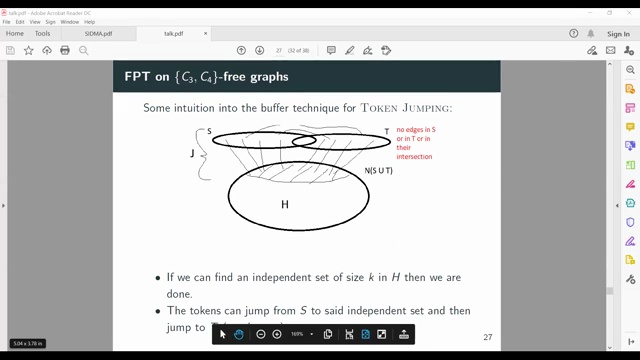 talk.pdf - Adobe Acrobat Reader DC
File Edit View Sign Window Help
Home Tools SIDMA.pdf talk.pdf × Sign In
27 (32 of 38)
FPT on {C3, C4}-free graphs
Some intuition into the buffer technique for TOKEN JUMPING:
S T
no edges in S
or in T or in
their
intersection
J
N(S U T)
H
• If we can find an independent set of size k in H then we are
done.
• The tokens can jump from S to said independent set and then
jump to
169%
27
5.04 x 3.78 in